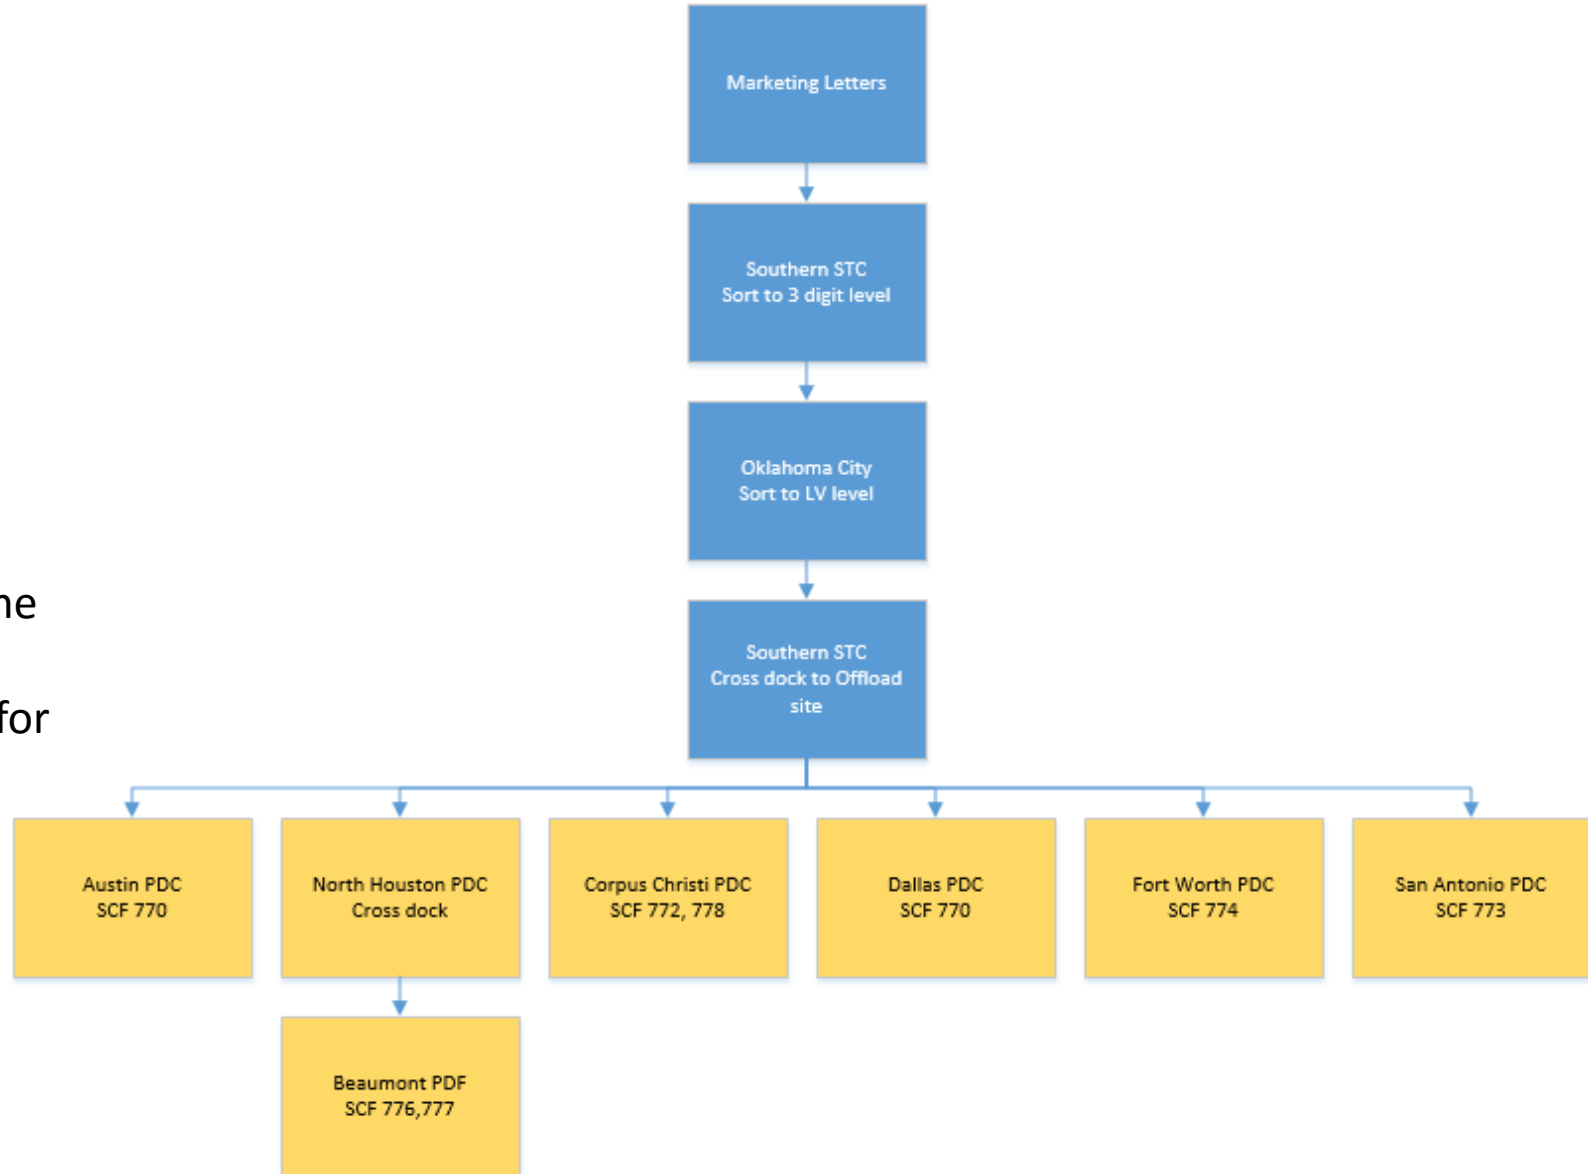 Marketing Letters
Southern STC
Sort to 3 digit level
Oklahoma City
Sort to LV level
Southern STC
Cross dock to Offload
site
for
Austin PDC
SCF 770
North Houston PDC
Cross dock
Corpus Christi PDC
SCF 772, 778
Dallas PDC
SCF 770
Fort Worth PDC
SCF 774
San Antonio PDC
SCF 773
Beaumont PDF
SCF 776,777